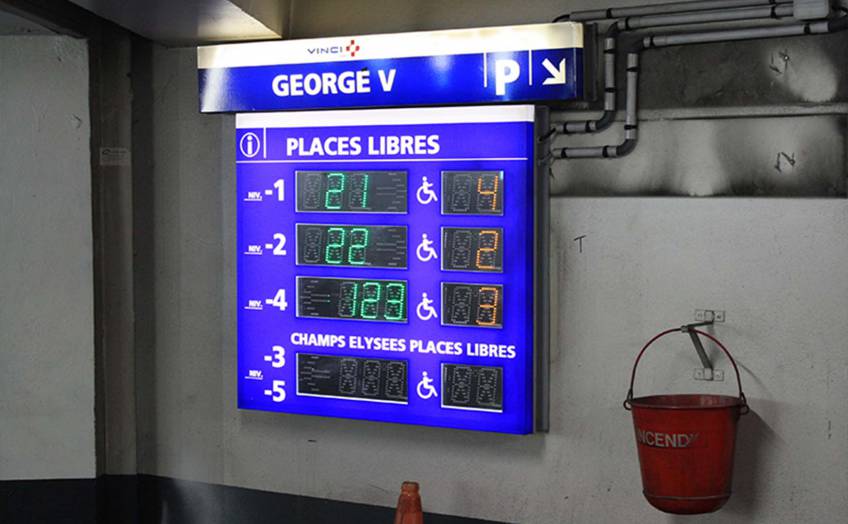 VINCI
GEORGE V P
i PLACES LIBRES
NIV. -1 21 4
NIV. -2 22 2
NIV. -4 123 3
CHAMPS ELYSEES PLACES LIBRES
-3
NIV.
-5
INCENDIE